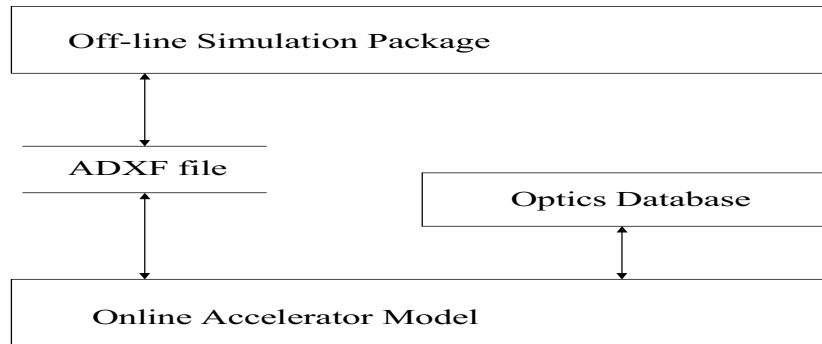 Off-line Simulation Package
ADXF file
Optics Database
Online Accelerator Model